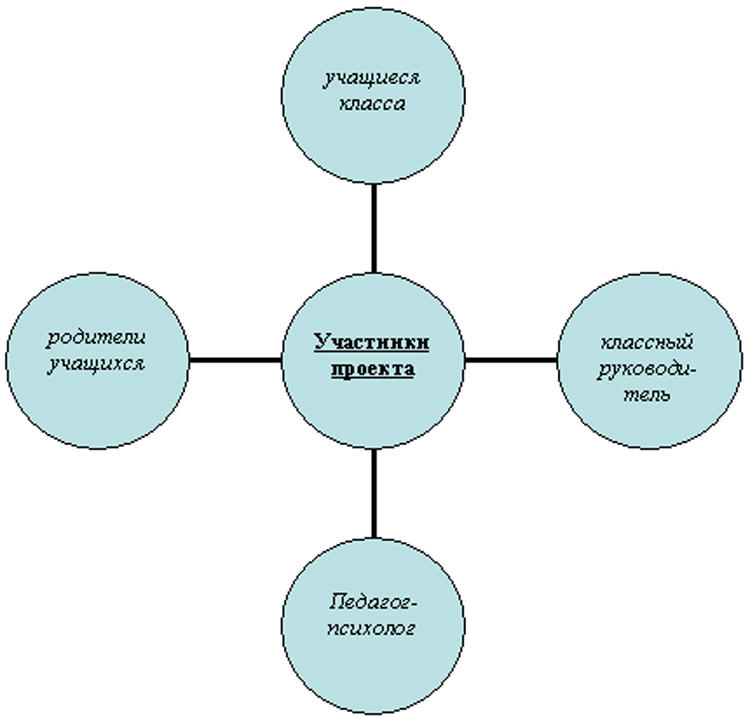 учащиеся
класса
родители
учащихся
Участники
проекта
классный
руководи-
тель
Педагог-
психолог